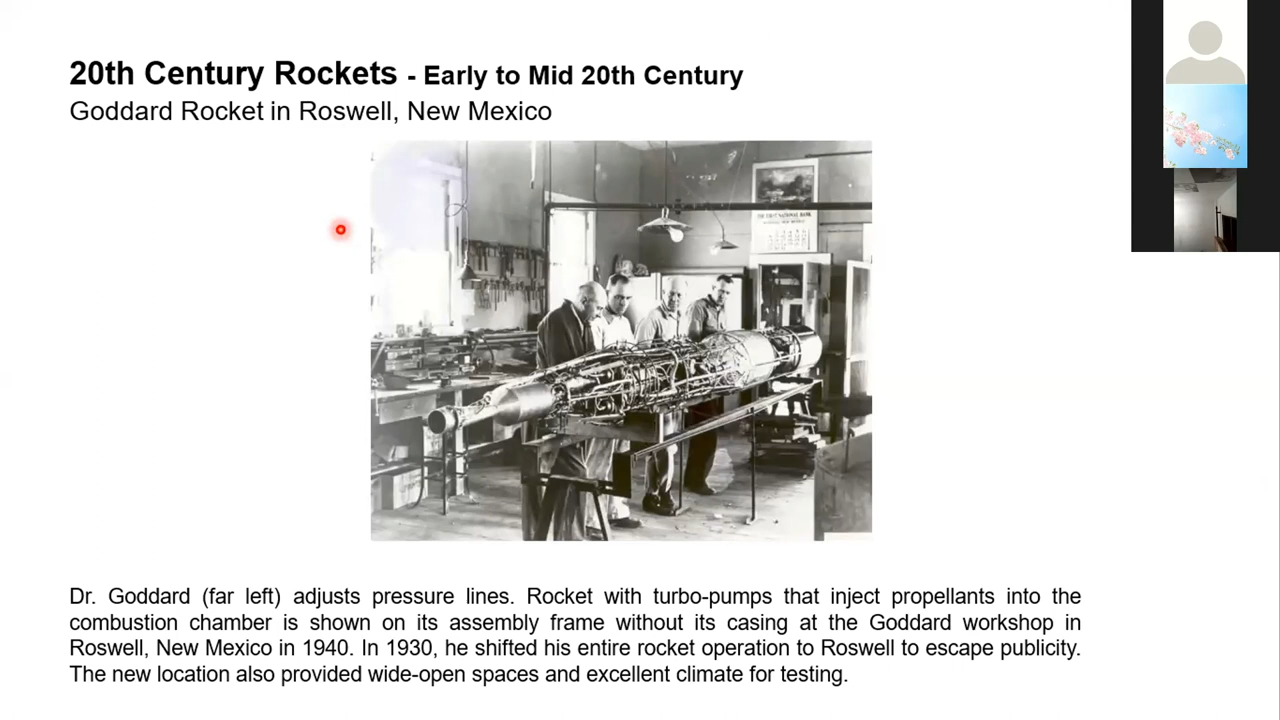 20th Century Rockets - Early to Mid 20th Century
Goddard Rocket in Roswell, New Mexico
Dr. Goddard (far left) adjusts pressure lines. Rocket with turbo-pumps that inject propellants into the
combustion chamber is shown on its assembly frame without its casing at the Goddard workshop in
Roswell, New Mexico in 1940. In 1930, he shifted his entire rocket operation to Roswell to escape publicity.
The new location also provided wide-open spaces and excellent climate for testing.